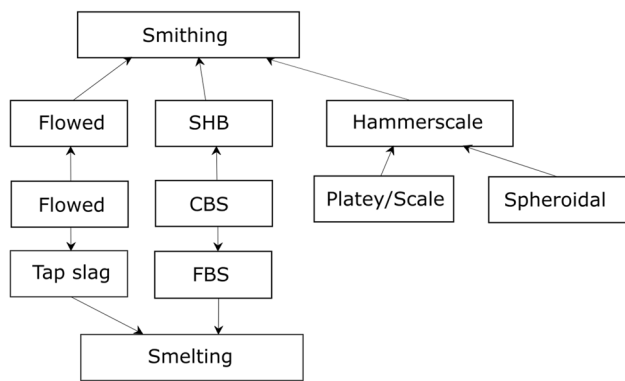 Smithing
Flowed
SHB
Hammerscale
Flowed
CBS
Platey/Scale
Spheroidal
Tap slag
FBS
Smelting